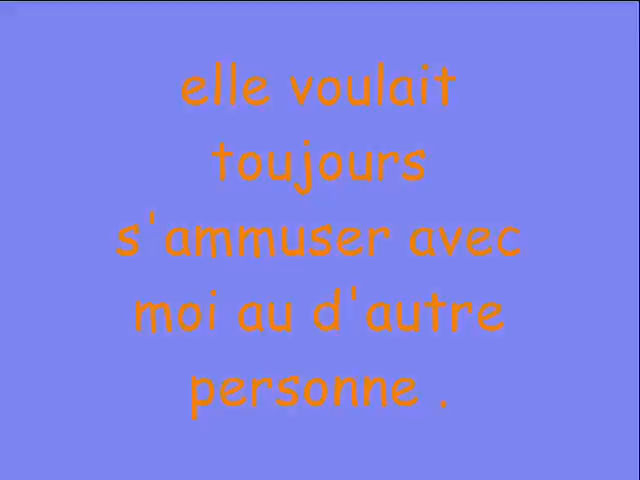 elle voulait
toujours
s'ammuser avec
moi au d'autre
personne .